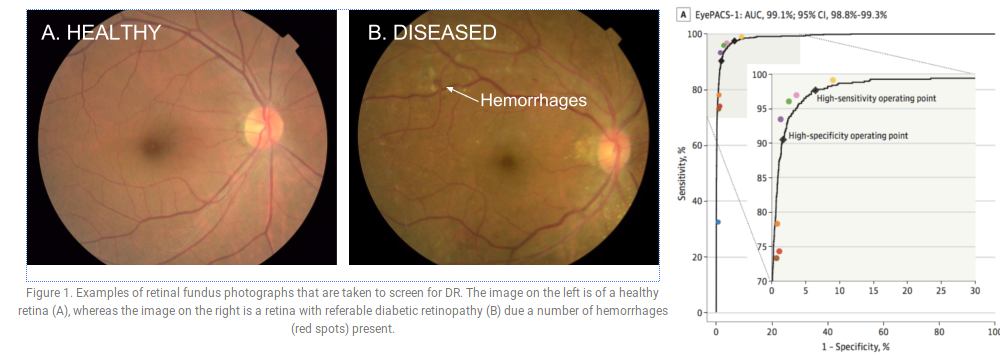 A. HEALTHY
B. DISEASED
Hemorrhages
Figure 1. Examples of retinal fundus photographs that are taken to screen for DR. The image on the left is of a healthy
retina (A), whereas the image on the right is a retina with referable diabetic retinopathy (B) due a number of hemorrhages
(red spots) present.
A EyePACS-1: AUC, 99.1%; 95% CI, 98.8%-99.3%
100
80
60
40
20
0
Sensitivity, %
100
95
90
85
80
75
70
High-sensitivity operating point
High-specificity operating point
0 5 10 15 20 25 30
0 20 40 60 80 100
1 – Specificity, %